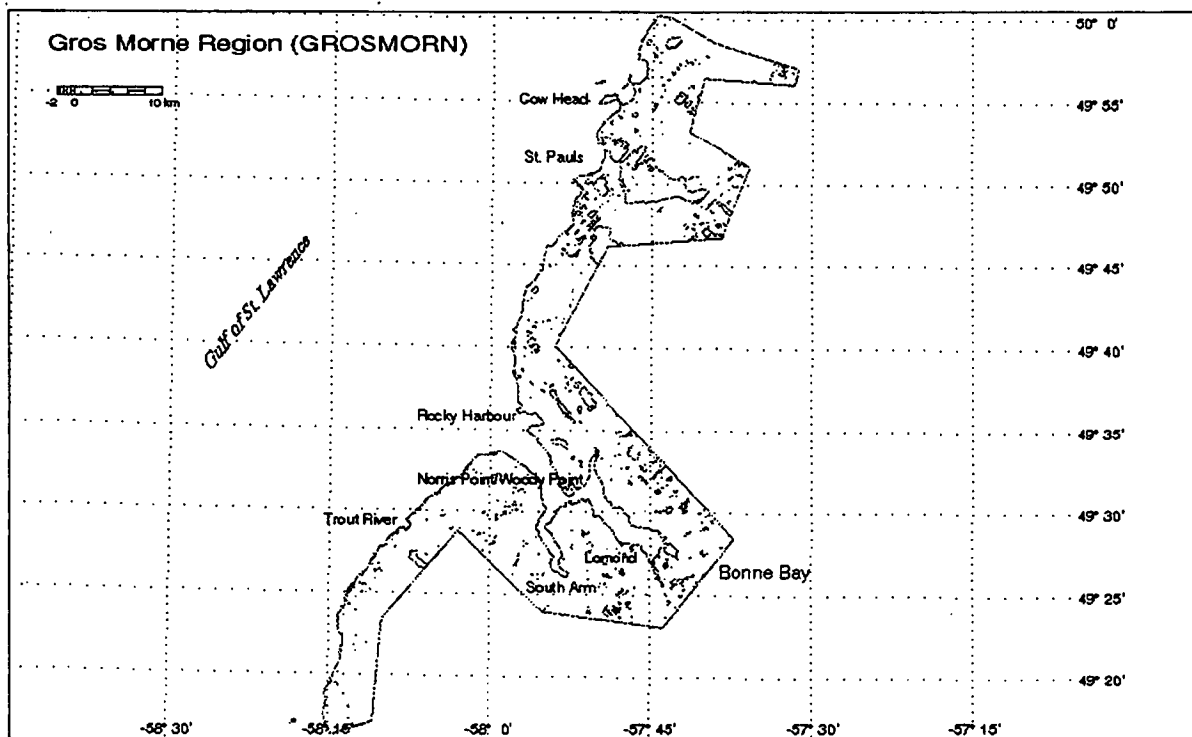 Gros Morne Region (GROSMORN)
-2 0 10 km
50° 0'
Cow Head
49° 55'
St. Pauls
49° 50'
Gulf of St. Lawrence
49° 45'
49° 40'
Rocky Harbour
49° 35'
Norris Point/Woody Point
Trout River
49° 30'
Lomond
Bonne Bay
South Arm
49° 25'
49° 20'
-58° 30' -58° 15' -58° 0' -57° 45' -57° 30' -57° 15'